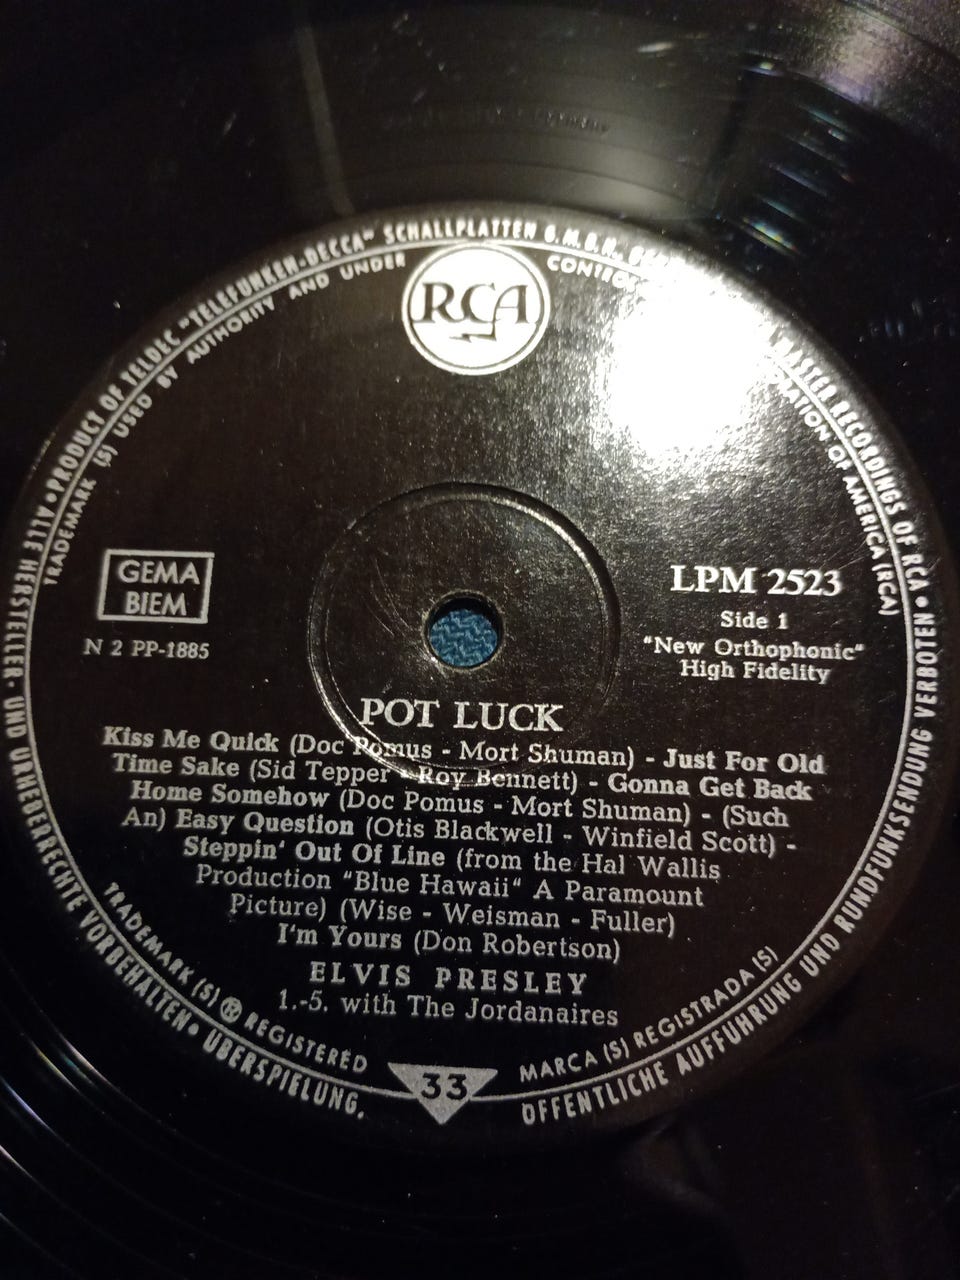 PRODUCT OF TELDEC "TELEFUNKEN-DECCA" SCHALLPLATTEN G.M.B.H.
MASTER RECORDINGS OF RCA
TRADEMARK (S) USED BY AUTHORITY AND UNDER
OF AMERICA (RCA)
RCA
GEMA
BIEM
N 2 PP-1885
LPM 2523
Side 1
"New Orthophonic"
High Fidelity
POT LUCK
Kiss Me Quick (Doc Pomus - Mort Shuman) - Just For Old
Time Sake (Sid Tepper - Roy Bennett) - Gonna Get Back
Home Somehow (Doc Pomus - Mort Shuman) - (Such
An) Easy Question (Otis Blackwell - Winfield Scott) -
Steppin' Out Of Line (from the Hal Wallis
Production "Blue Hawaii" A Paramount
Picture) (Wise - Weisman - Fuller)
I'm Yours (Don Robertson)
ELVIS PRESLEY
1.-5. with The Jordanaires
TRADEMARK (S) ® REGISTERED
33
MARCA (S) REGISTRADA (S)
ALLE HERSTELLER- UND URHEBERRECHTE VORBEHALTEN • ÜBERSPIELUNG,
ÖFFENTLICHE AUFFÜHRUNG UND RUNDFUNKSENDUNG VERBOTEN